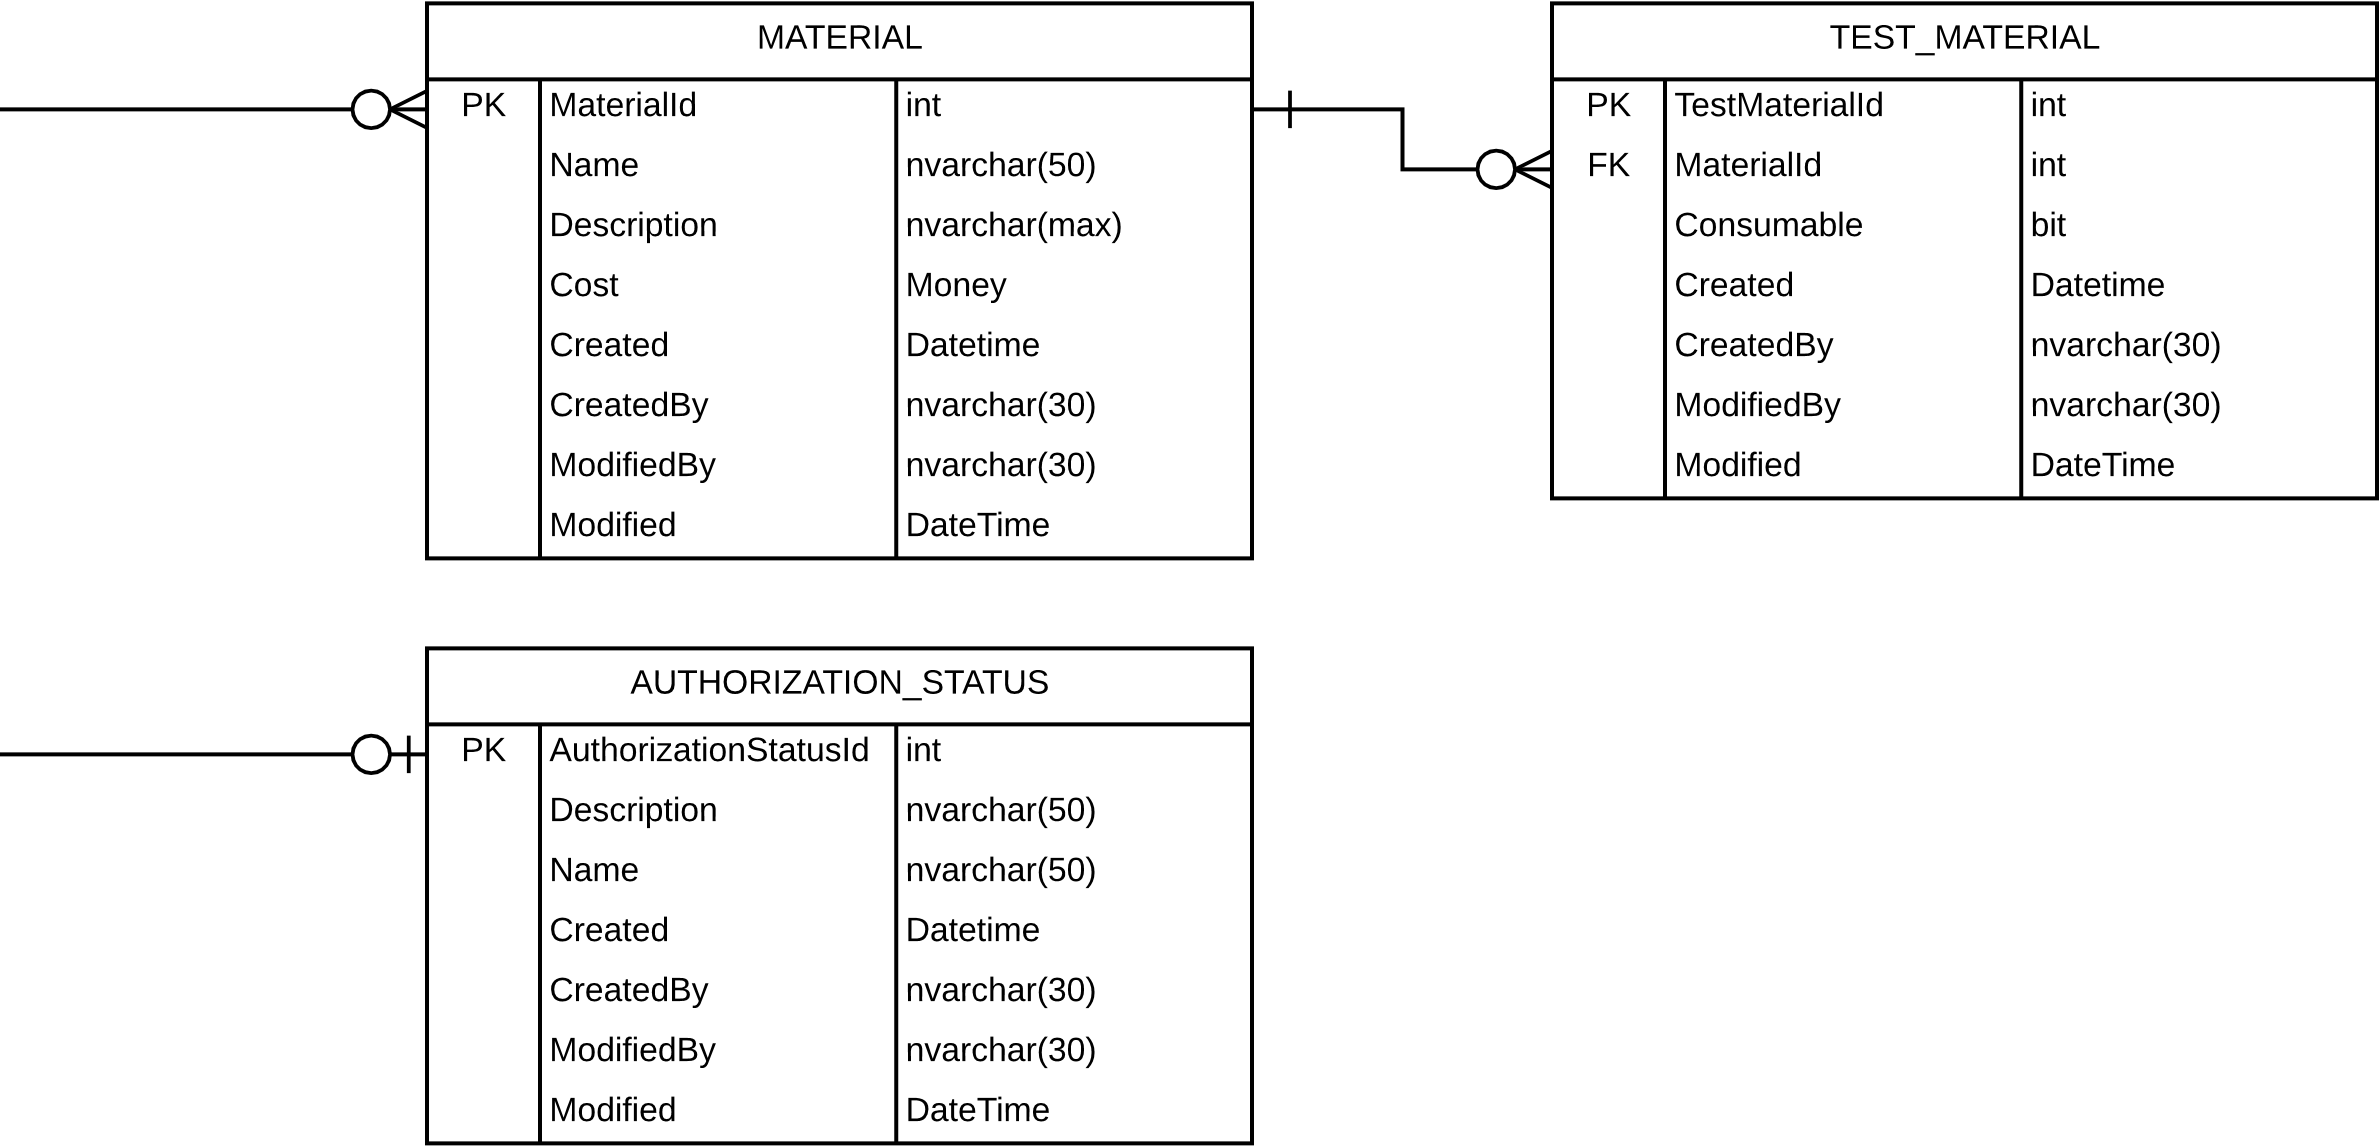 MATERIAL
PK MaterialId int
Name nvarchar(50)
Description nvarchar(max)
Cost Money
Created Datetime
CreatedBy nvarchar(30)
ModifiedBy nvarchar(30)
Modified DateTime
TEST_MATERIAL
PK TestMaterialId int
FK MaterialId int
Consumable bit
Created Datetime
CreatedBy nvarchar(30)
ModifiedBy nvarchar(30)
Modified DateTime
AUTHORIZATION_STATUS
PK AuthorizationStatusId int
Description nvarchar(50)
Name nvarchar(50)
Created Datetime
CreatedBy nvarchar(30)
ModifiedBy nvarchar(30)
Modified DateTime